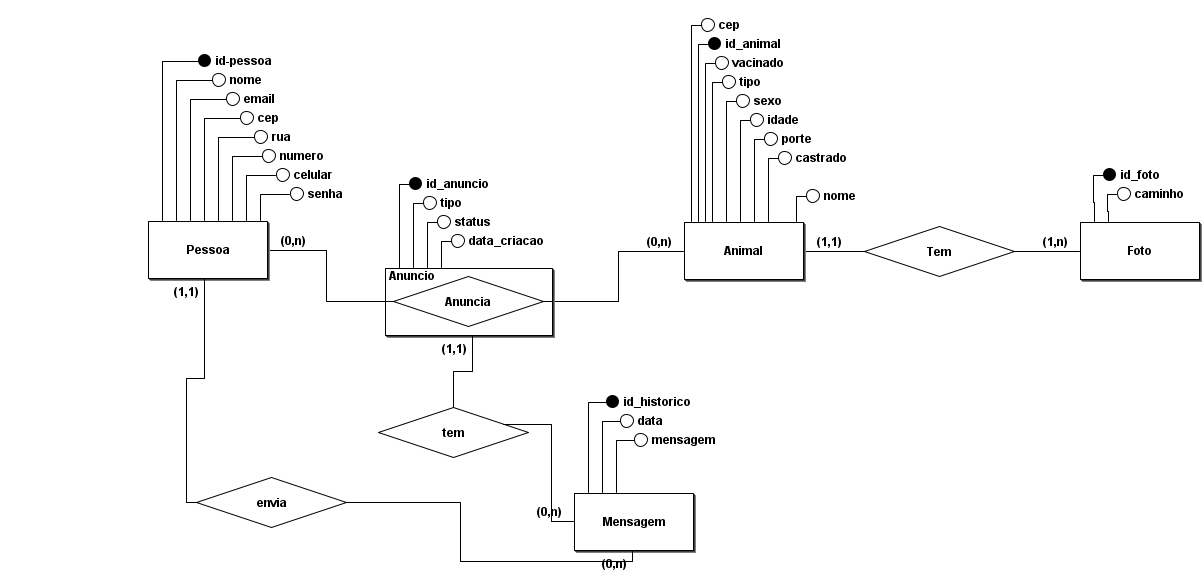 id-pessoa
nome
email
cep
rua
numero
celular
senha
Pessoa
(0,n)
(1,1)
id_anuncio
tipo
status
data_criacao
Anuncio
Anuncia
(1,1)
(0,n)
cep
id_animal
vacinado
tipo
sexo
idade
porte
castrado
nome
Animal
(1,1)
Tem
(1,n)
id_foto
caminho
Foto
tem
(0,n)
envia
id_historico
data
mensagem
Mensagem
(0,n)